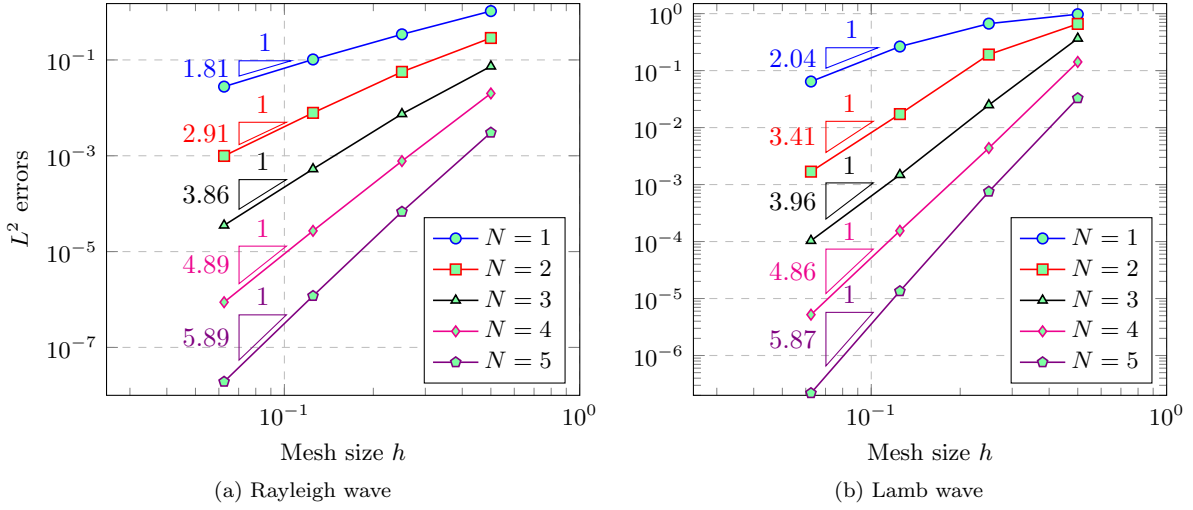 10^{-1}
10^{-3}
10^{-5}
10^{-7}
L^2 errors
1
1.81
1
2.91
1
3.86
1
4.89
1
5.89
N = 1
N = 2
N = 3
N = 4
N = 5
10^{-1}
10^0
Mesh size h
(a) Rayleigh wave
10^0
10^{-1}
10^{-2}
10^{-3}
10^{-4}
10^{-5}
10^{-6}
1
2.04
1
3.41
1
3.96
1
4.86
1
5.87
N = 1
N = 2
N = 3
N = 4
N = 5
10^{-1}
10^0
Mesh size h
(b) Lamb wave